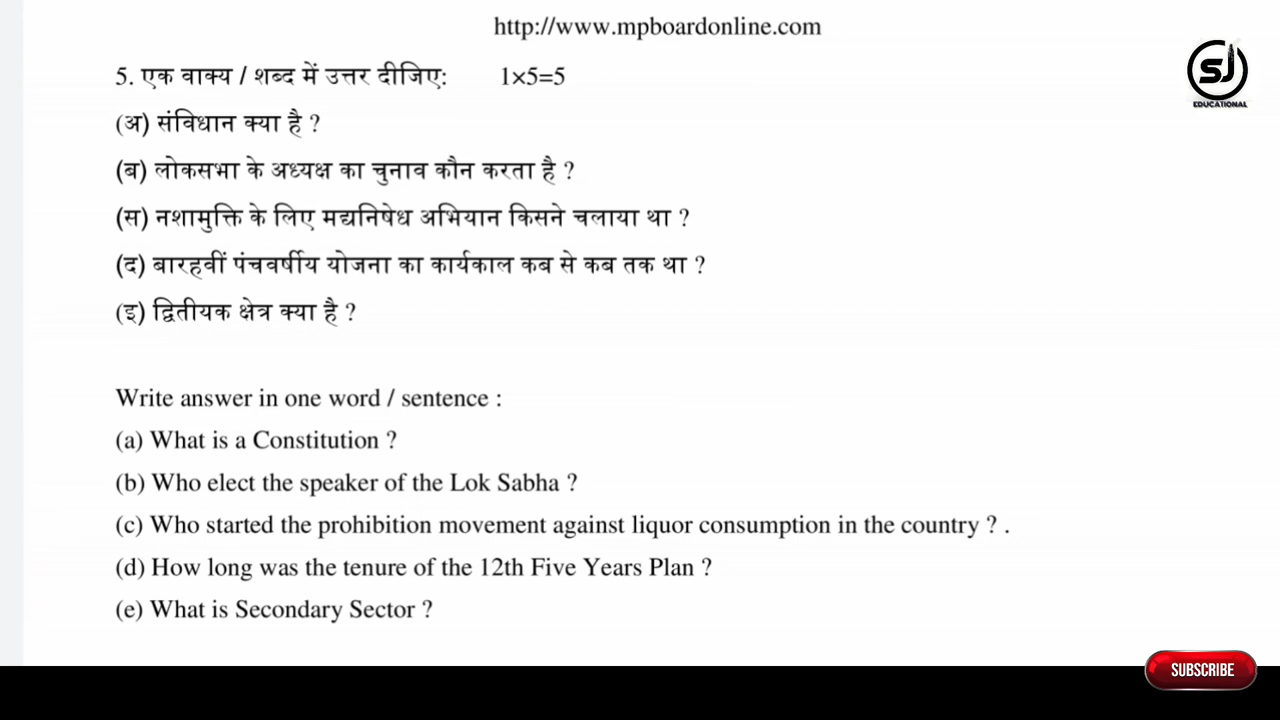 http://www.mpboardonline.com
5. एक वाक्य / शब्द में उत्तर दीजिए: 1×5=5
(अ) संविधान क्या है ?
(ब) लोकसभा के अध्यक्ष का चुनाव कौन करता है ?
(स) नशामुक्ति के लिए मद्यनिषेध अभियान किसने चलाया था ?
(द) बारहवीं पंचवर्षीय योजना का कार्यकाल कब से कब तक था ?
(इ) द्वितीयक क्षेत्र क्या है ?
Write answer in one word / sentence :
(a) What is a Constitution ?
(b) Who elect the speaker of the Lok Sabha ?
(c) Who started the prohibition movement against liquor consumption in the country ? .
(d) How long was the tenure of the 12th Five Years Plan ?
(e) What is Secondary Sector ?
SJ
EDUCATIONAL
SUBSCRIBE